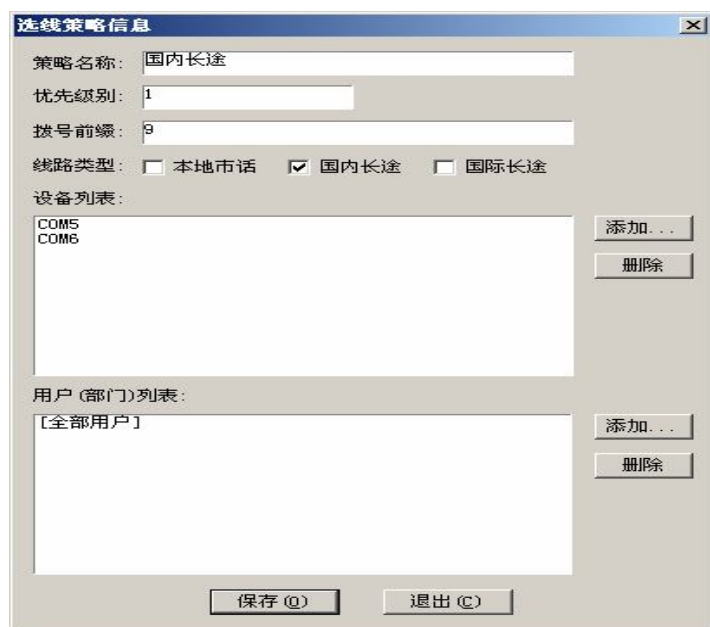 选线策略信息
策略名称: 国内长途
优先级别: 1
拨号前缀: 9
线路类型: 本地市话 国内长途 国际长途
设备列表:
COM5
COM6
添加...
删除
用户(部门)列表:
[全部用户]
添加...
删除
保存(O) 退出(C)